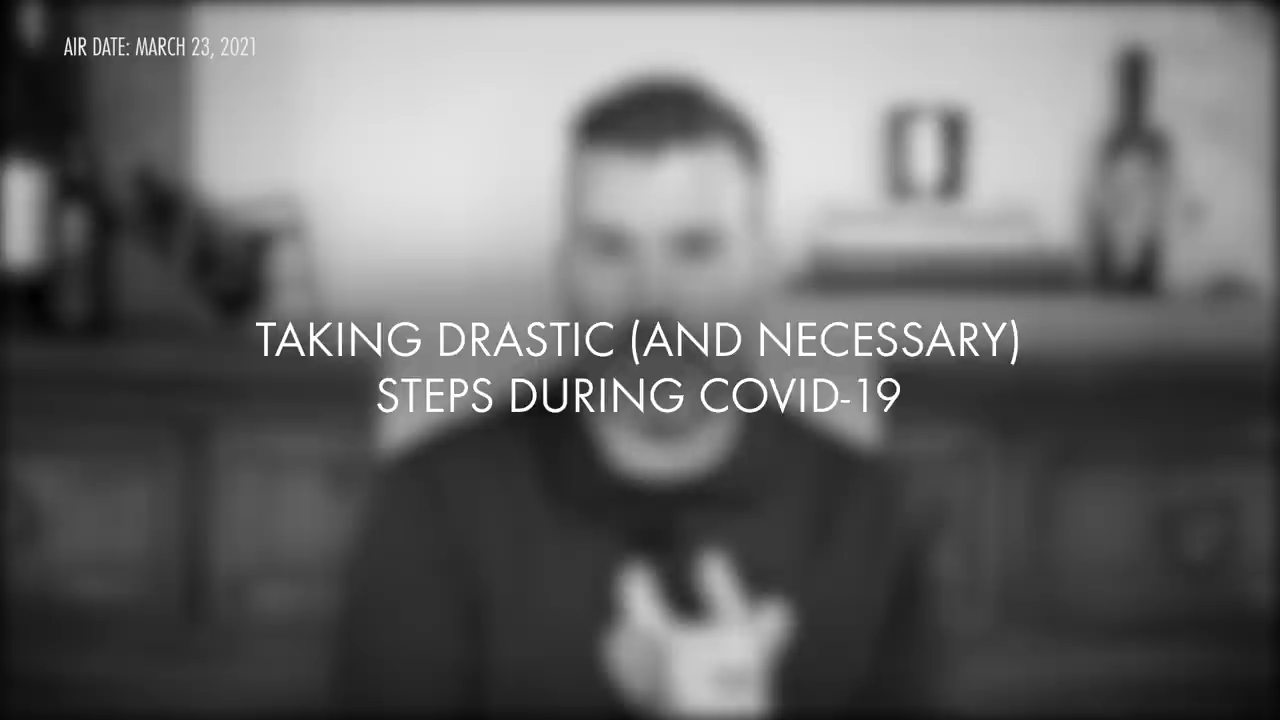 AIR DATE: MARCH 23, 2021
TAKING DRASTIC (AND NECESSARY)
STEPS DURING COVID-19